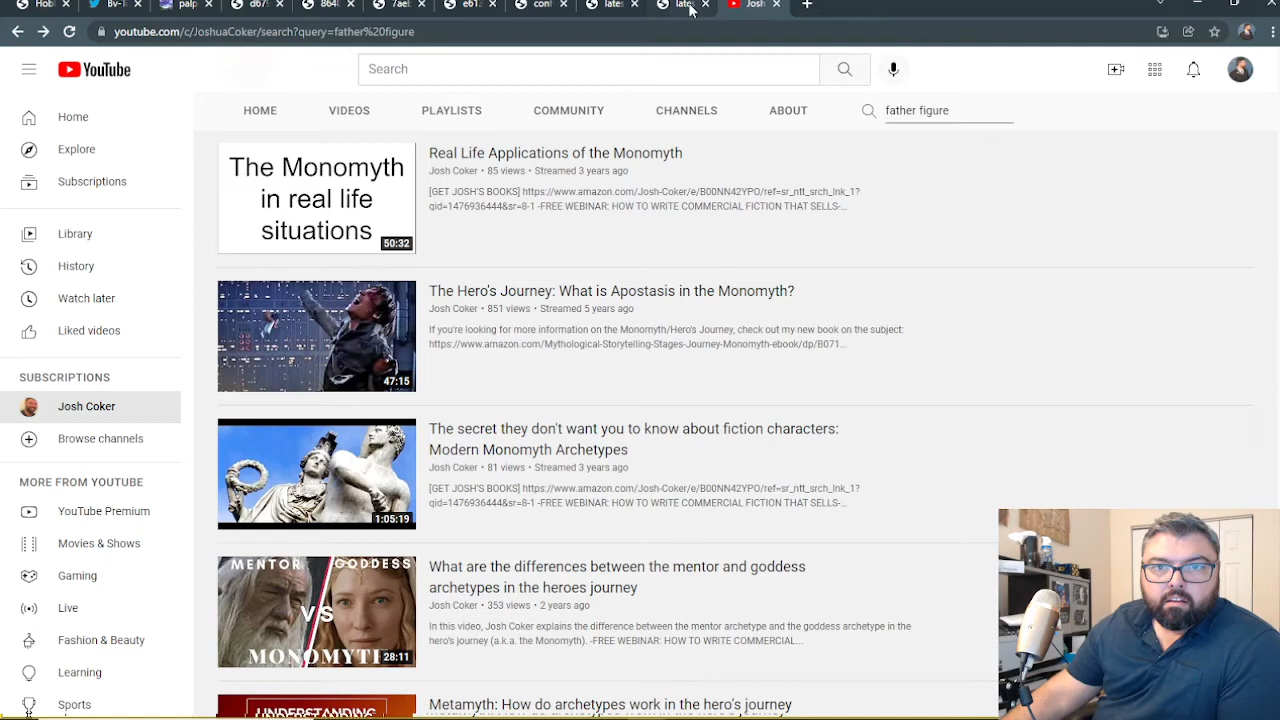 Hob
Bv-l
palp
db7
864
7ae
e61
conf
late
late
Josh
youtube.com/c/JoshuaCoker/search?query=father%20figure
YouTube
Search
HOME VIDEOS PLAYLISTS COMMUNITY CHANNELS ABOUT father figure
Home
Explore
Subscriptions
Library
History
Watch later
Liked videos
SUBSCRIPTIONS
Josh Coker
Browse channels
MORE FROM YOUTUBE
YouTube Premium
Movies & Shows
Gaming
Live
Fashion & Beauty
Learning
Sports
The Monomyth
in real life
situations
50:32
Real Life Applications of the Monomyth
Josh Coker • 85 views • Streamed 3 years ago
[GET JOSH'S BOOKS] https://www.amazon.com/Josh-Coker/e/B00NN42YPO/ref=sr_ntt_srch_lnk_1?
qid=1476936444&sr=8-1 -FREE WEBINAR: HOW TO WRITE COMMERCIAL FICTION THAT SELLS-...
47:15
The Hero's Journey: What is Apostasis in the Monomyth?
Josh Coker • 851 views • Streamed 5 years ago
If you're looking for more information on the Monomyth/Hero's Journey, check out my new book on the subject:
https://www.amazon.com/Mythological-Storytelling-Stages-Journey-Monomyth-ebook/dp/B071...
1:05:19
The secret they don't want you to know about fiction characters:
Modern Monomyth Archetypes
Josh Coker • 81 views • Streamed 3 years ago
[GET JOSH'S BOOKS] https://www.amazon.com/Josh-Coker/e/B00NN42YPO/ref=sr_ntt_srch_lnk_1?
qid=1476936444&sr=8-1 -FREE WEBINAR: HOW TO WRITE COMMERCIAL FICTION THAT SELLS-...
MENTOR GODDESS
VS
MONOMYTH
28:11
What are the differences between the mentor and goddess
archetypes in the heroes journey
Josh Coker • 353 views • 2 years ago
In this video, Josh Coker explains the difference between the mentor archetype and the goddess archetype in the
hero's journey (a.k.a. the Monomyth). -FREE WEBINAR: HOW TO WRITE COMMERCIAL...
UNDERSTANDING
Metamyth: How do archetypes work in the hero's journey